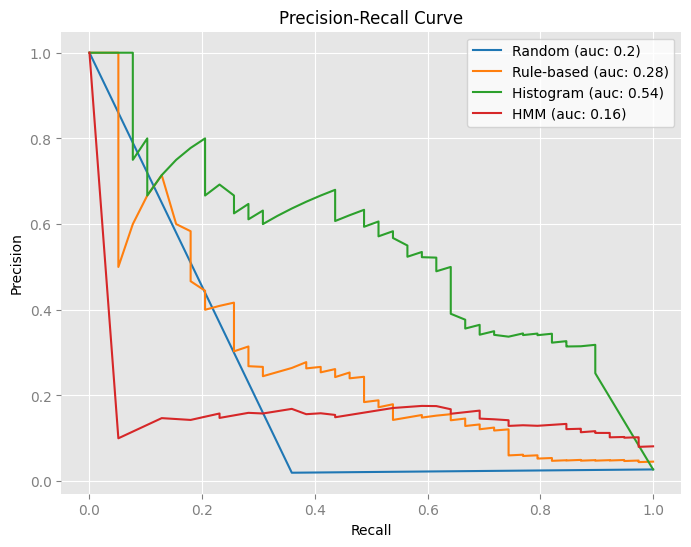 Precision-Recall Curve
Random (auc: 0.2)
Rule-based (auc: 0.28)
Histogram (auc: 0.54)
HMM (auc: 0.16)
Precision
1.0
0.8
0.6
0.4
0.2
0.0
0.0 0.2 0.4 0.6 0.8 1.0
Recall